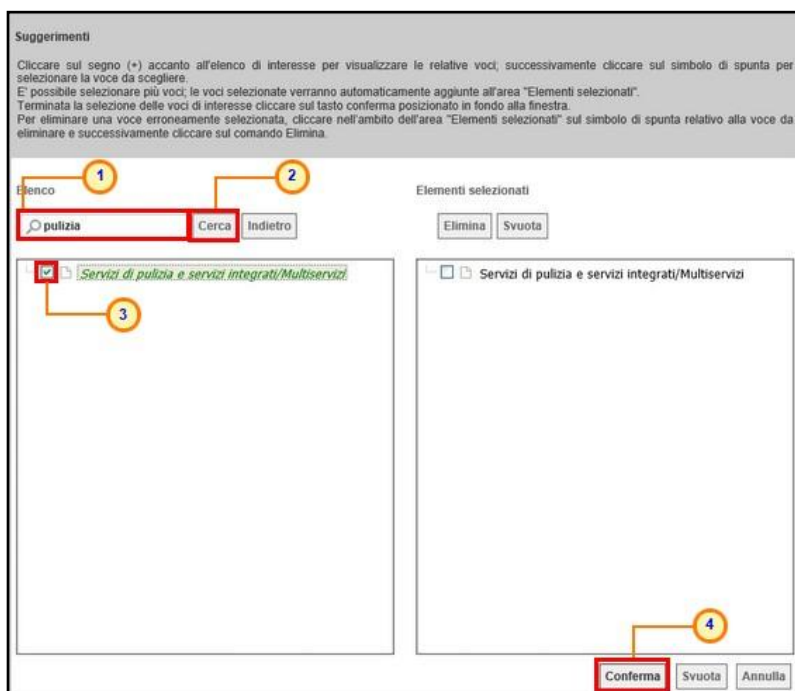 Suggerimenti
Cliccare sul segno (+) accanto all'elenco di interesse per visualizzare le relative voci; successivamente cliccare sul simbolo di spunta per
selezionare la voce da scegliere.
E' possibile selezionare più voci; le voci selezionate verranno automaticamente aggiunte all'area "Elementi selezionati".
Terminata la selezione delle voci di interesse cliccare sul tasto conferma posizionato in fondo alla finestra.
Per eliminare una voce erroneamente selezionata, cliccare nell'ambito dell'area "Elementi selezionati" sul simbolo di spunta relativo alla voce da
eliminare e successivamente cliccare sul comando Elimina.
1 2
Elenco Elementi selezionati
pulizia Cerca Indietro Elimina Svuota
Servizi di pulizia e servizi integrati/Multiservizi Servizi di pulizia e servizi integrati/Multiservizi
3
4
Conferma Svuota Annulla